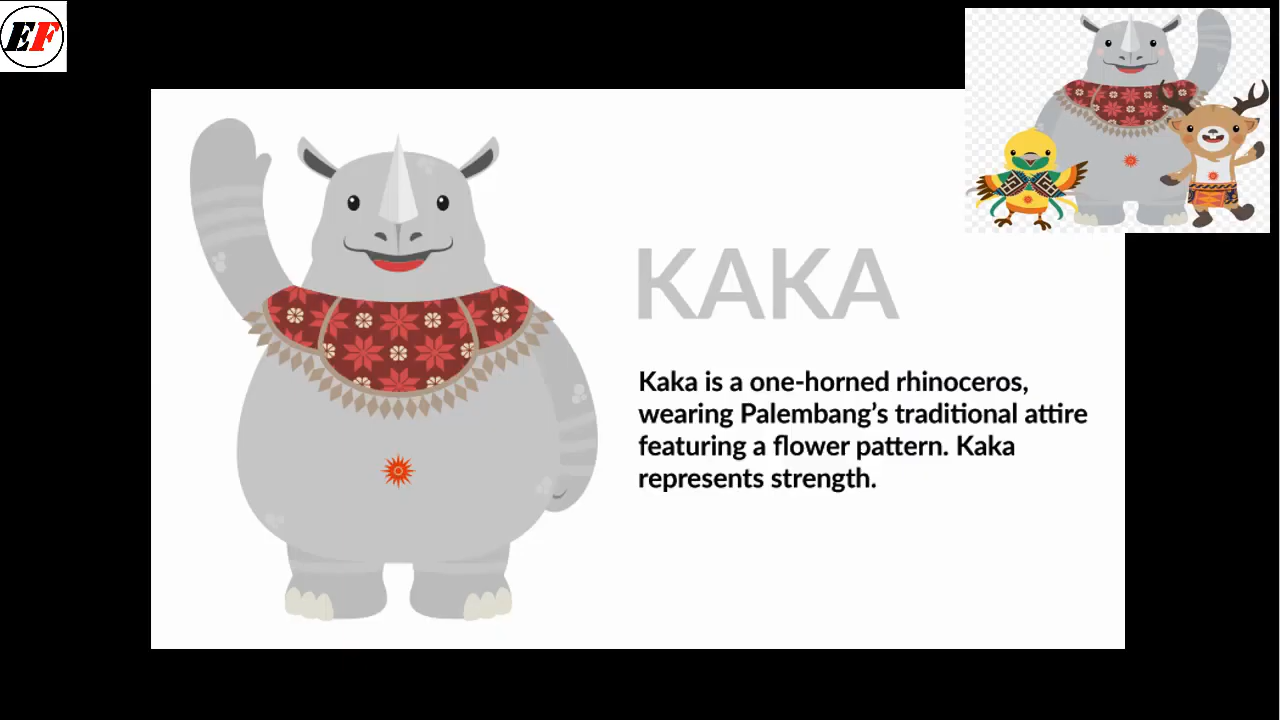 EF
KAKA
Kaka is a one-horned rhinoceros,
wearing Palembang’s traditional attire
featuring a flower pattern. Kaka
represents strength.